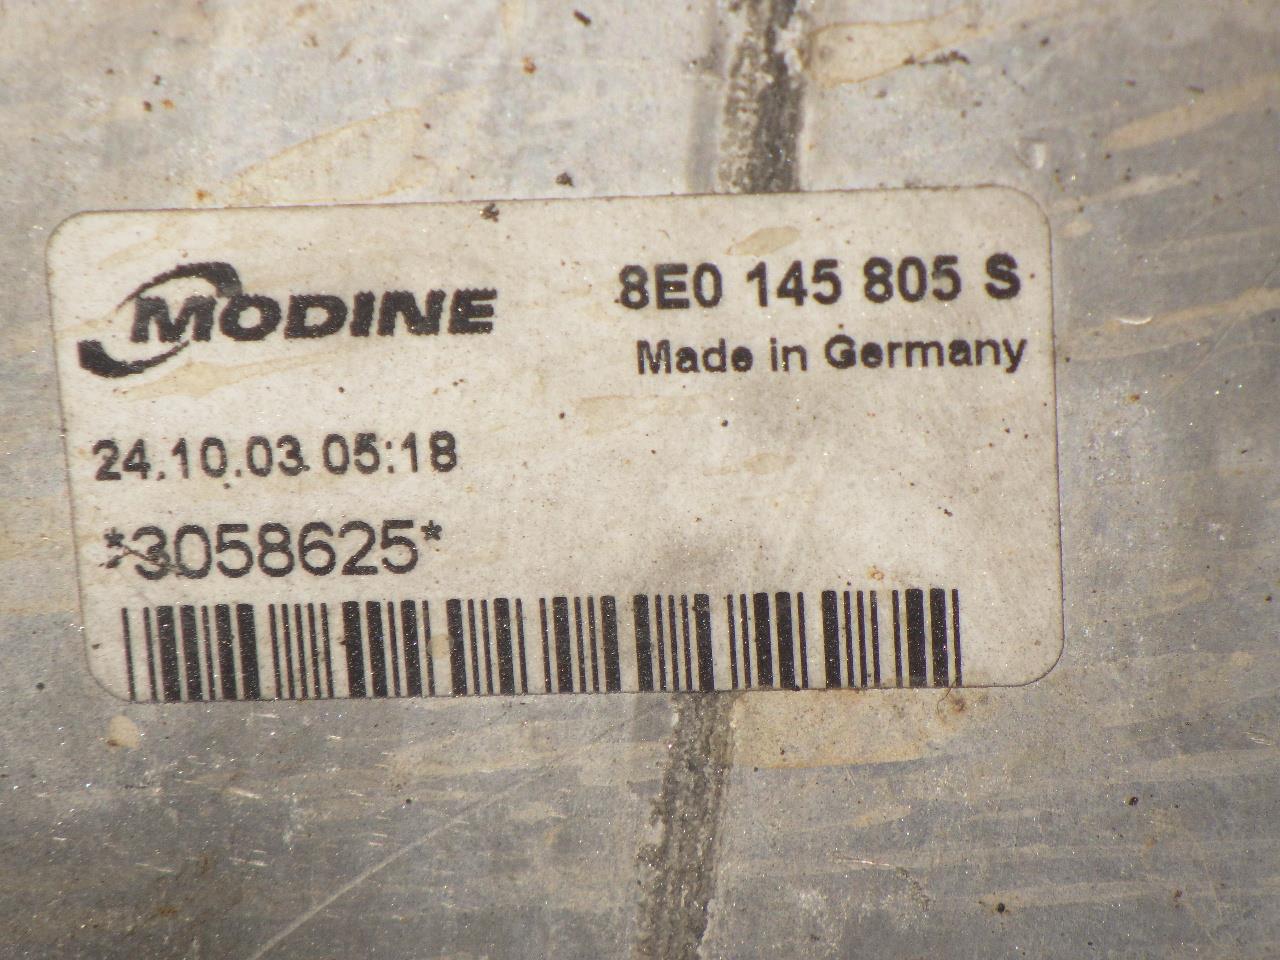 MODINE
8E0 145 805 S
Made in Germany
24.10.03 05:18
*3058625*